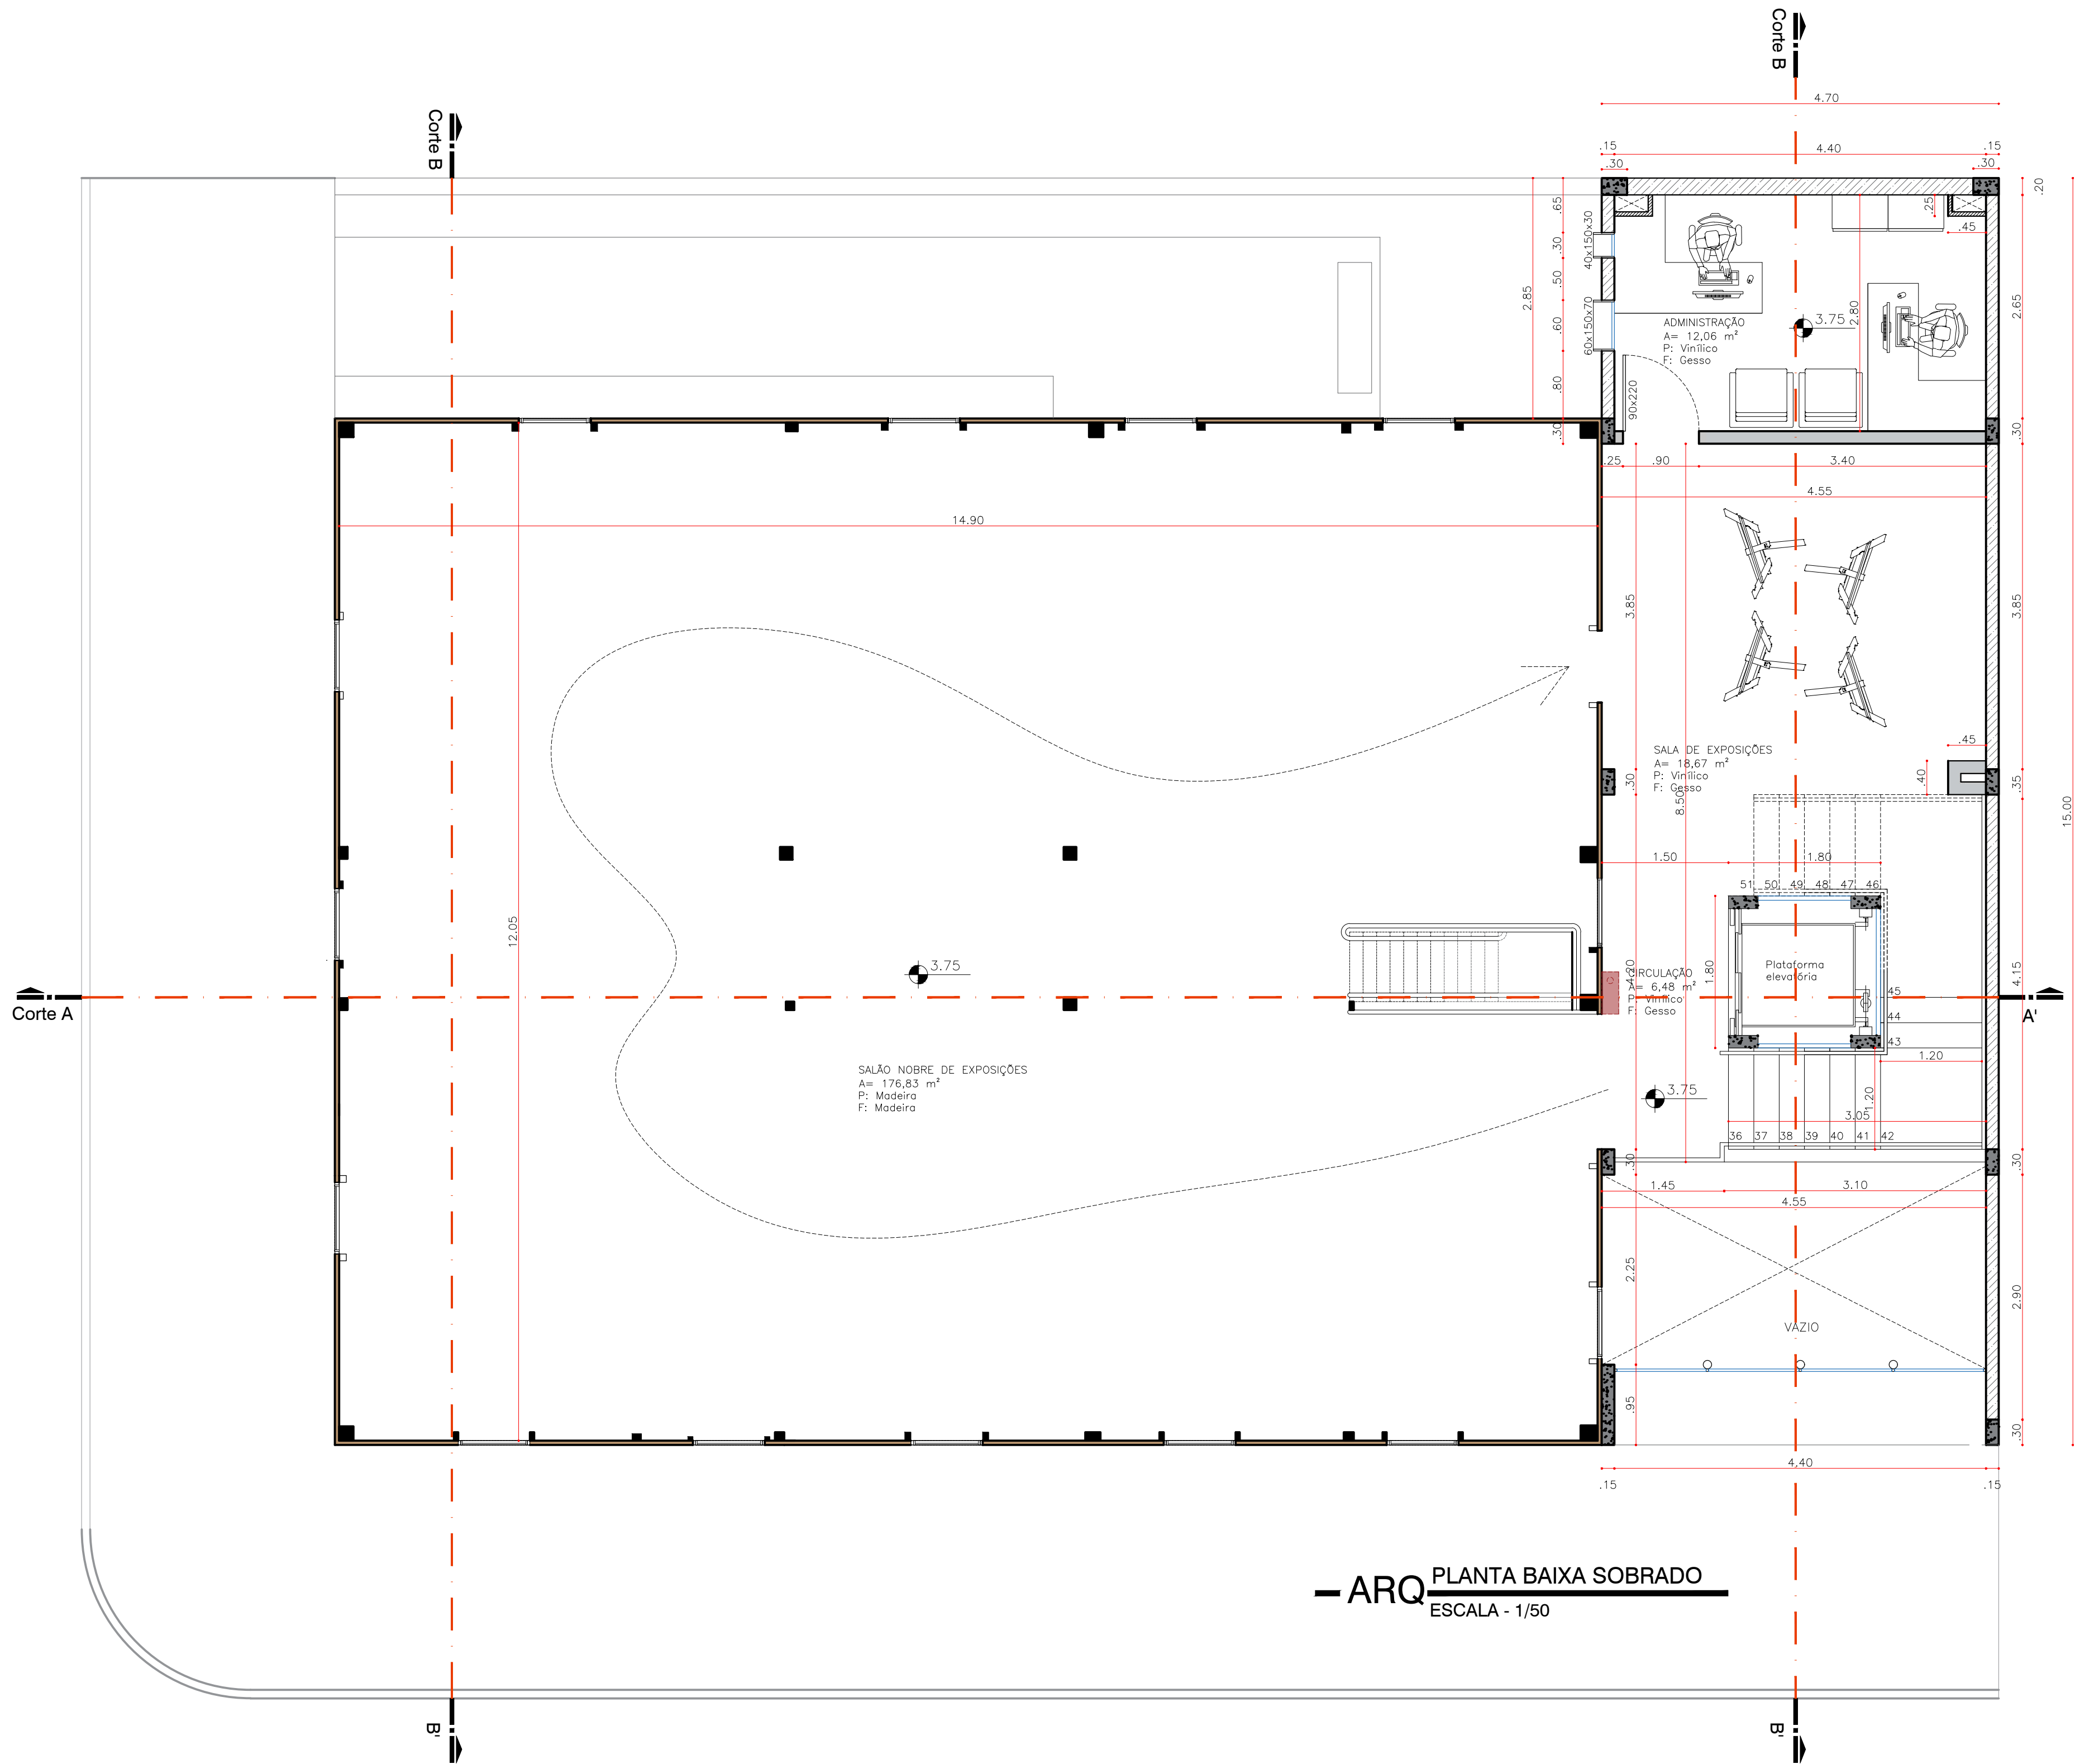 Corte B
Corte B
4.70
.15
4.40
.15
.30
.30
.20
.65
.30
.50
.60
.80
.30
2.85
40x150x30
60x150x70
90x220
.25
.45
2.80
2.65
.30
ADMINISTRAÇÃO
A= 12,06 m²
P: Vinílico
F: Gesso
3.75
.25
.90
3.40
4.55
14.90
12.05
3.85
3.85
.30
8.50
SALA DE EXPOSIÇÕES
A= 18,67 m²
P: Vinílico
F: Gesso
.45
.40
.35
15.00
1.50
1.80
51
50
49
48
47
46
1.80
Plataforma
elevatória
45
44
43
4.15
4.20
CIRCULAÇÃO
A= 6,48 m²
P: Vinílico
F: Gesso
3.75
Corte A
A'
SALÃO NOBRE DE EXPOSIÇÕES
A= 176,83 m²
P: Madeira
F: Madeira
1.20
1.20
3.75
3.05
36
37
38
39
40
41
42
.30
.30
1.45
3.10
4.55
2.25
2.90
VAZIO
.95
.30
4,40
.15
.15
ARQ
PLANTA BAIXA SOBRADO
ESCALA - 1/50
B'
B'